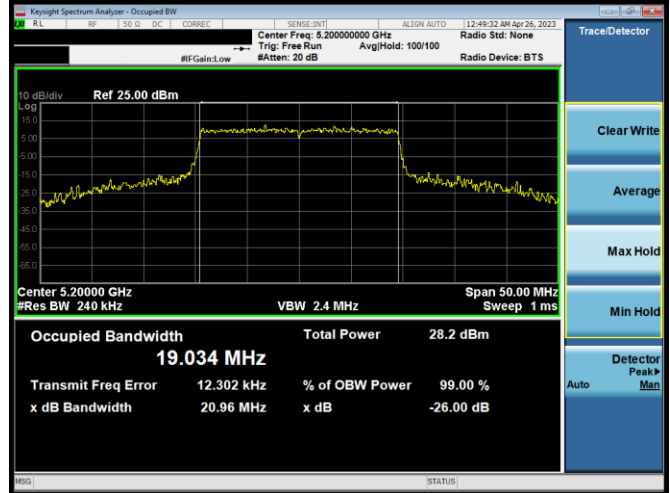 Keysight Spectrum Analyzer - Occupied BW
LXI RL RF 50 Ω DC CORREC SENSE:INT ALIGN AUTO 12:49:32 AM Apr 26, 2023
Center Freq: 5.200000000 GHz Radio Std: None
Trig: Free Run Avg|Hold: 100/100
#IFGain:Low #Atten: 20 dB Radio Device: BTS
Trace/Detector
10 dB/div Ref 25.00 dBm
Log
15.0
5.00
-5.00
-15.0
-25.0
-35.0
-45.0
-55.0
-65.0
Center 5.20000 GHz Span 50.00 MHz
#Res BW 240 kHz VBW 2.4 MHz Sweep 1 ms
Occupied Bandwidth Total Power 28.2 dBm
19.034 MHz
Transmit Freq Error 12.302 kHz % of OBW Power 99.00 %
x dB Bandwidth 20.96 MHz x dB -26.00 dB
Clear Write
Average
Max Hold
Min Hold
Detector
Peak▶
Auto Man
MSG STATUS